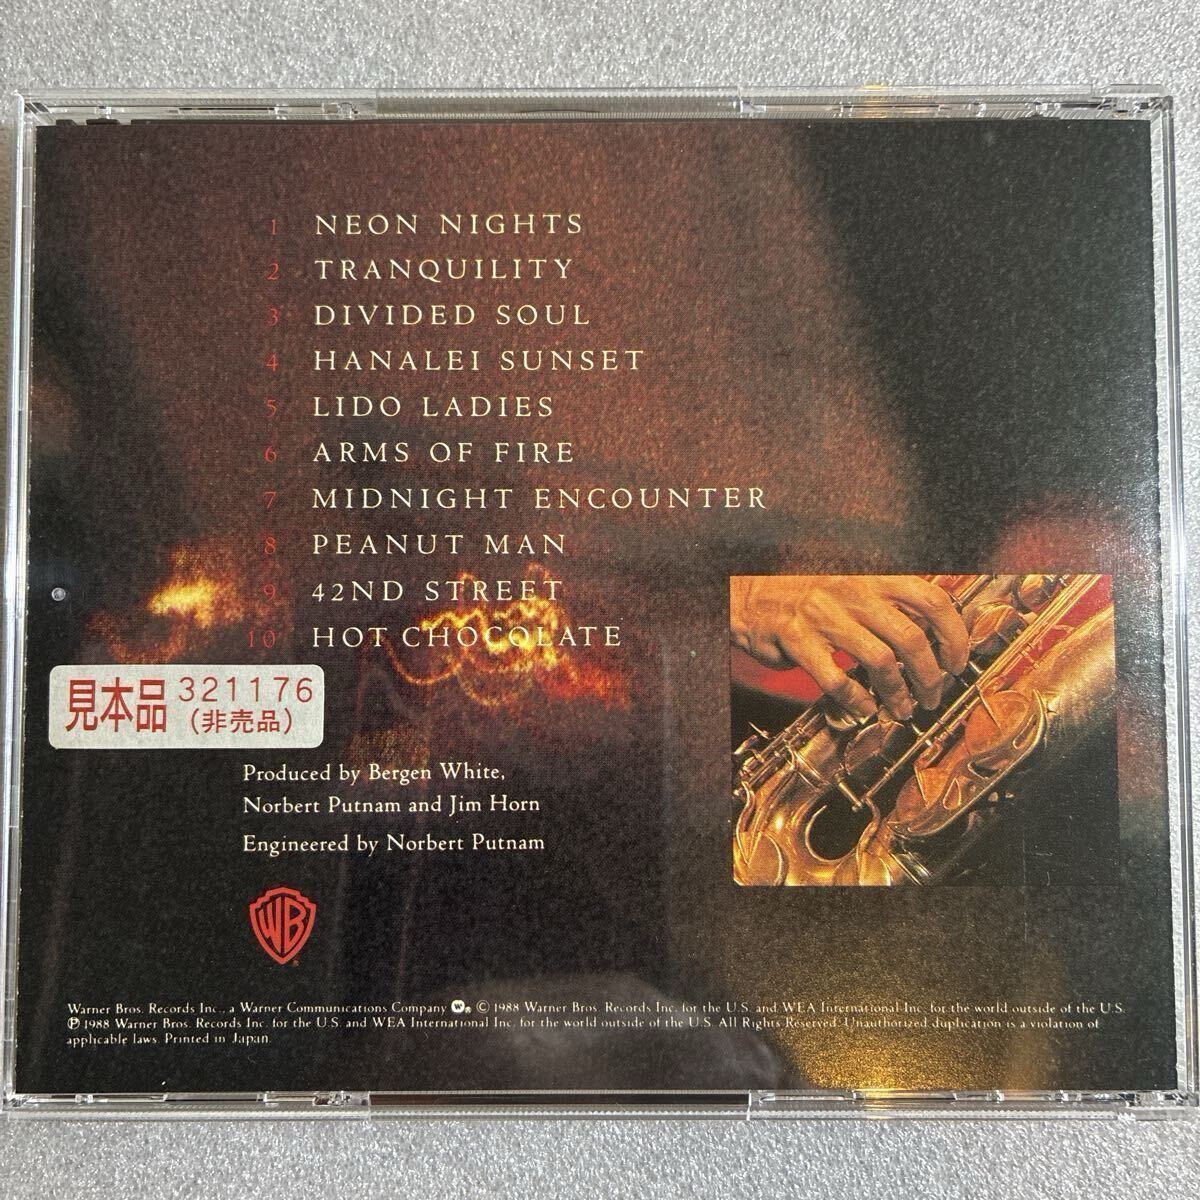 1 NEON NIGHTS
2 TRANQUILITY
3 DIVIDED SOUL
4 HANALEI SUNSET
5 LIDO LADIES
6 ARMS OF FIRE
7 MIDNIGHT ENCOUNTER
8 PEANUT MAN
9 42ND STREET
10 HOT CHOCOLATE
見本品 321176
(非売品)
Produced by Bergen White,
Norbert Putnam and Jim Horn
Engineered by Norbert Putnam
WB
Warner Bros. Records Inc., a Warner Communications Company ⓦ® © 1988 Warner Bros. Records Inc. for the U.S. and WEA International Inc. for the world outside of the U.S.
℗ 1988 Warner Bros. Records Inc. for the U.S. and WEA International Inc. for the world outside of the U.S. All Rights Reserved. Unauthorized duplication is a violation of
applicable laws. Printed in Japan.